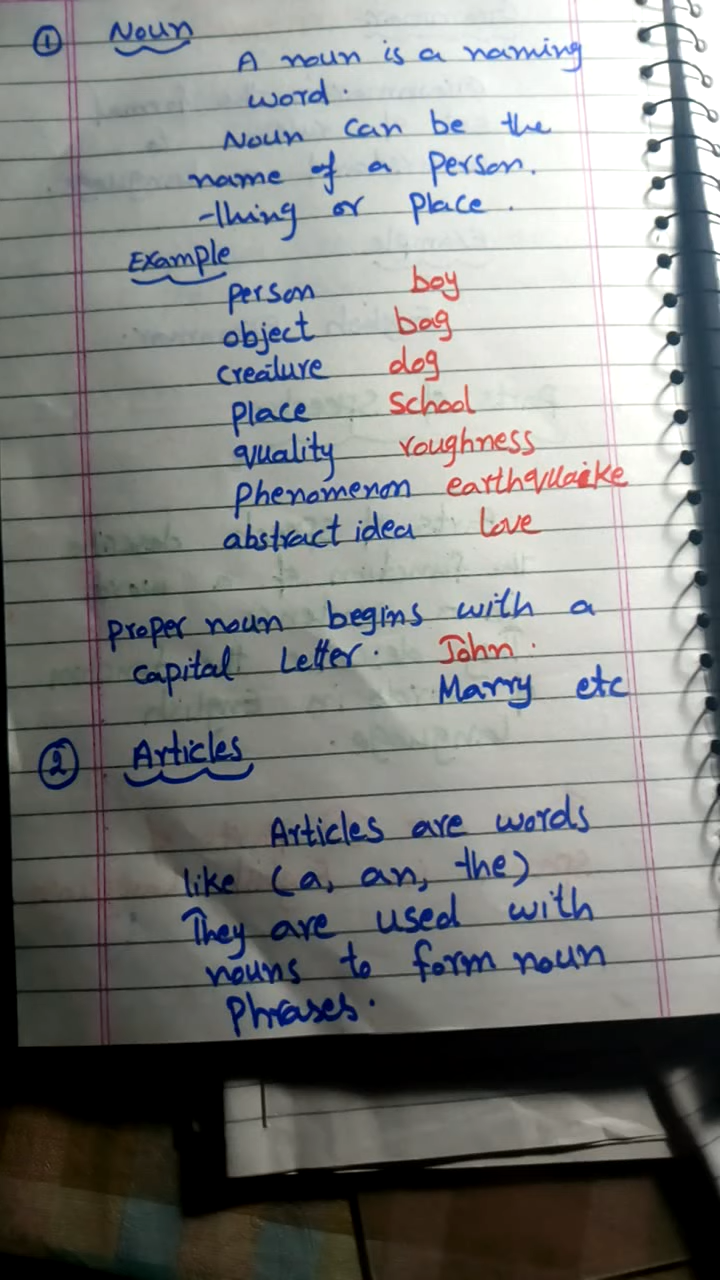 ① Noun
A noun is a naming
word.
Noun can be the
name of a person.
thing or place.
Example
person boy
object bag
creature dog
place school
quality roughness
phenomenon earthquake
abstract idea love
proper noun begins with a
capital Letter. John.
Marry etc
② Articles
Articles are words
like (a, an, the)
They are used with
nouns to form noun
phrases.